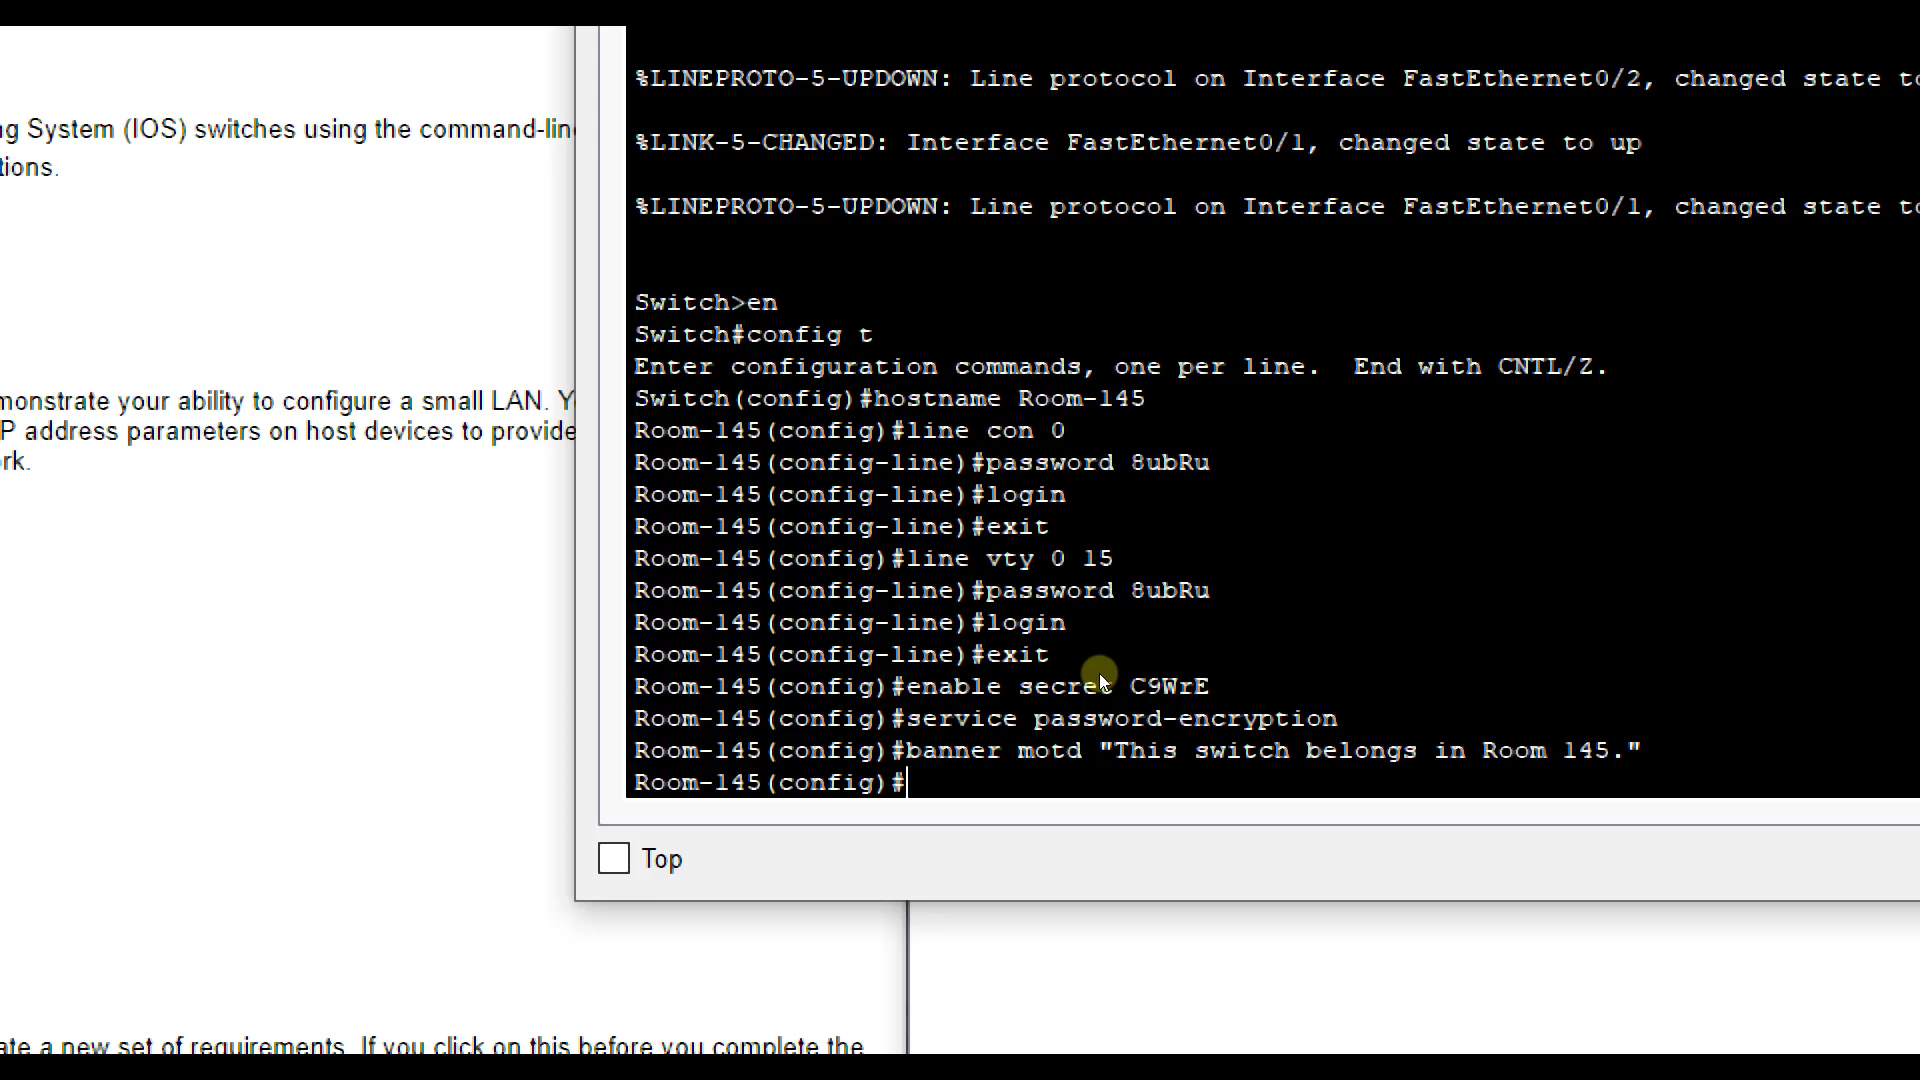 %LINEPROTO-5-UPDOWN: Line protocol on Interface FastEthernet0/2, changed state to
ng System (IOS) switches using the command-lin
%LINK-5-CHANGED: Interface FastEthernet0/1, changed state to up
tions.
%LINEPROTO-5-UPDOWN: Line protocol on Interface FastEthernet0/1, changed state to
Switch>en
Switch#config t
Enter configuration commands, one per line.  End with CNTL/Z.
Switch(config)#hostname Room-145
monstrate your ability to configure a small LAN. Y
P address parameters on host devices to provide
rk.
Room-145(config)#line con 0
Room-145(config-line)#password 8ubRu
Room-145(config-line)#login
Room-145(config-line)#exit
Room-145(config)#line vty 0 15
Room-145(config-line)#password 8ubRu
Room-145(config-line)#login
Room-145(config-line)#exit
Room-145(config)#enable secret C9WrE
Room-145(config)#service password-encryption
Room-145(config)#banner motd "This switch belongs in Room 145."
Room-145(config)#
Top
ate a new set of requirements. If you click on this before you complete the